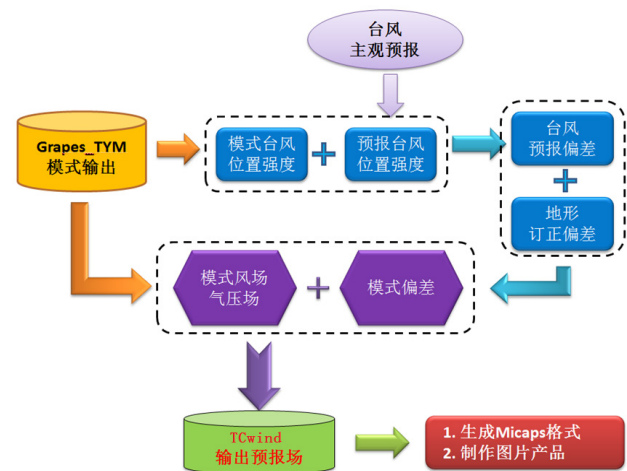 台风
主观预报
Grapes_TYM
模式输出
模式台风
位置强度
+
预报台风
位置强度
台风
预报偏差
+
地形
订正偏差
模式风场
气压场
+
模式偏差
TCwind
输出预报场
1. 生成Micaps格式
2. 制作图片产品